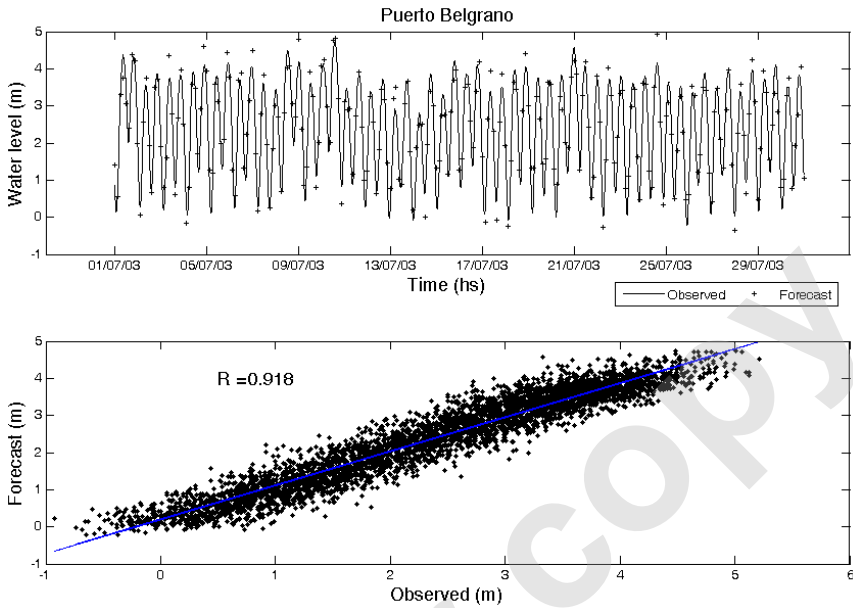 Puerto Belgrano
Water level (m)
5
4
3
2
1
0
-1
01/07/03 05/07/03 09/07/03 13/07/03 17/07/03 21/07/03 25/07/03 29/07/03
Time (hs)
Observed + Forecast
Forecast (m)
5
4
3
2
1
0
-1
R =0.918
-1 0 1 2 3 4 5 6
Observed (m)
copy